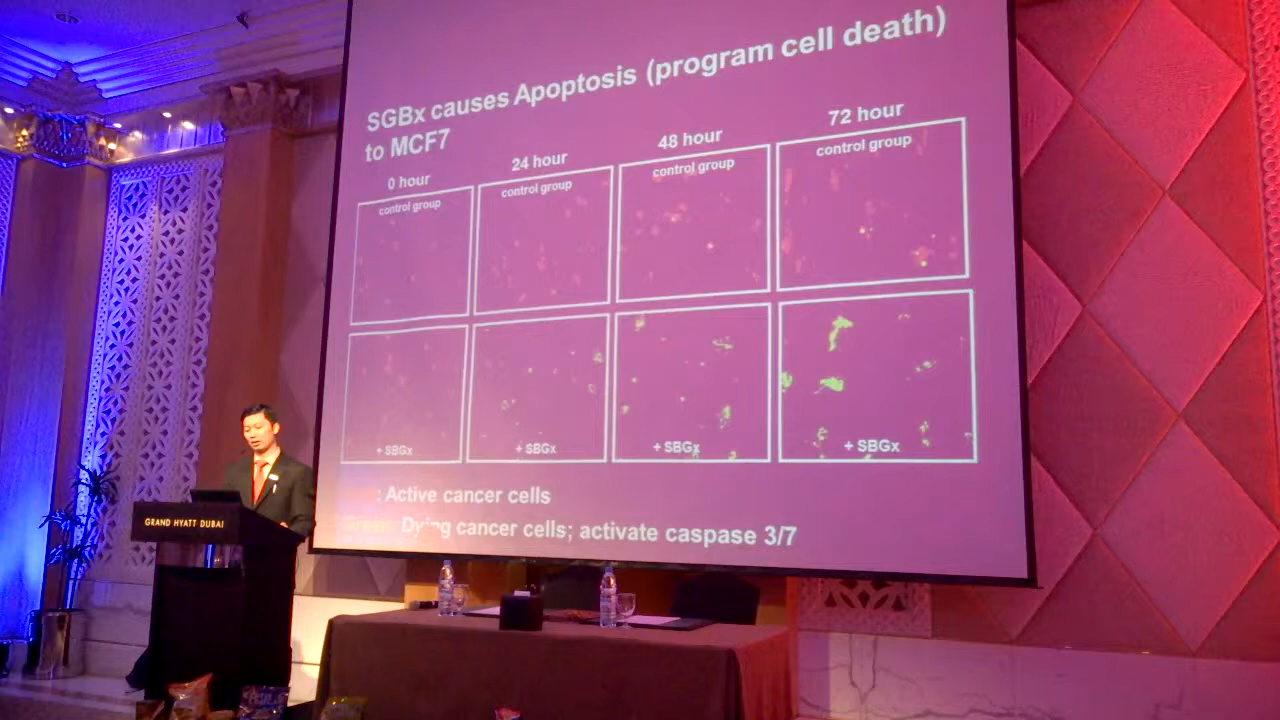 SGBx causes Apoptosis (program cell death)
to MCF7
0 hour
24 hour
48 hour
72 hour
control group
control group
control group
control group
+ SBGx
+ SBGx
+ SBGx
+ SBGx
: Active cancer cells
Green: Dying cancer cells; activate caspase 3/7
GRAND HYATT DUBAI